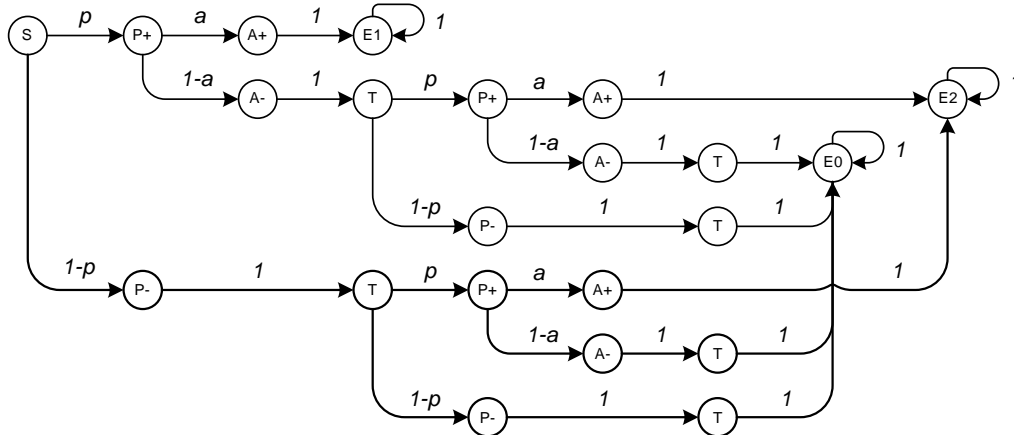 p a 1 1
S P+ A+ E1
1-a 1 p a 1 1
A- T P+ A+ E2
1-a 1 1 1
A- T E0
1-p 1 1
P- T
1-p 1 p a 1
P- T P+ A+
1-a 1 1
A- T
1-p 1 1
P- T